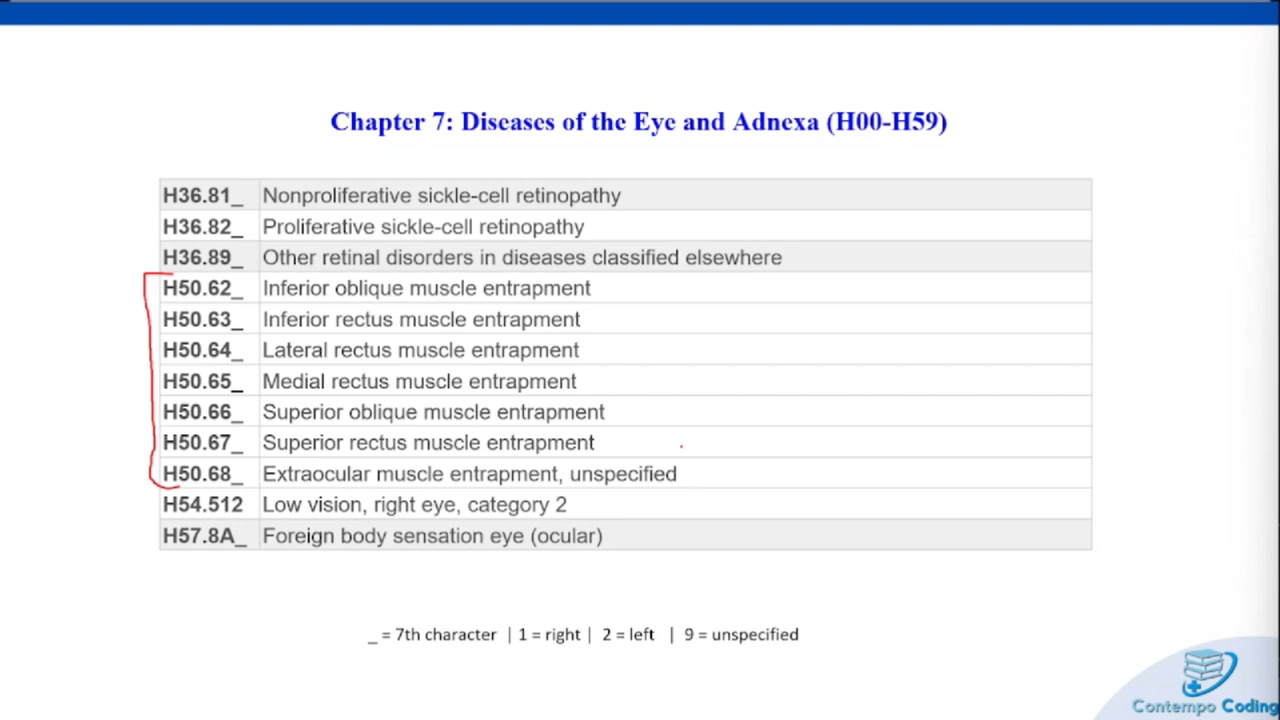 Chapter 7: Diseases of the Eye and Adnexa (H00-H59)
H36.81_ Nonproliferative sickle-cell retinopathy
H36.82_ Proliferative sickle-cell retinopathy
H36.89_ Other retinal disorders in diseases classified elsewhere
H50.62_ Inferior oblique muscle entrapment
H50.63_ Inferior rectus muscle entrapment
H50.64_ Lateral rectus muscle entrapment
H50.65_ Medial rectus muscle entrapment
H50.66_ Superior oblique muscle entrapment
H50.67_ Superior rectus muscle entrapment
H50.68_ Extraocular muscle entrapment, unspecified
H54.512 Low vision, right eye, category 2
H57.8A_ Foreign body sensation eye (ocular)
_ = 7th character | 1 = right | 2 = left | 9 = unspecified
Contempo Coding